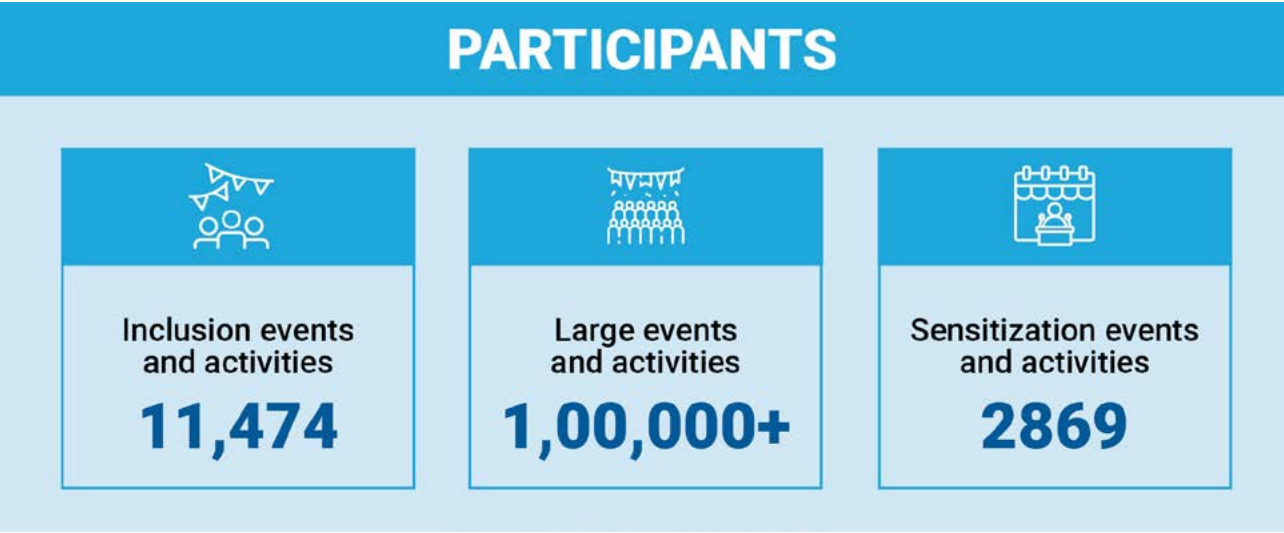 PARTICIPANTS
Inclusion events
and activities
11,474
Large events
and activities
1,00,000+
Sensitization events
and activities
2869